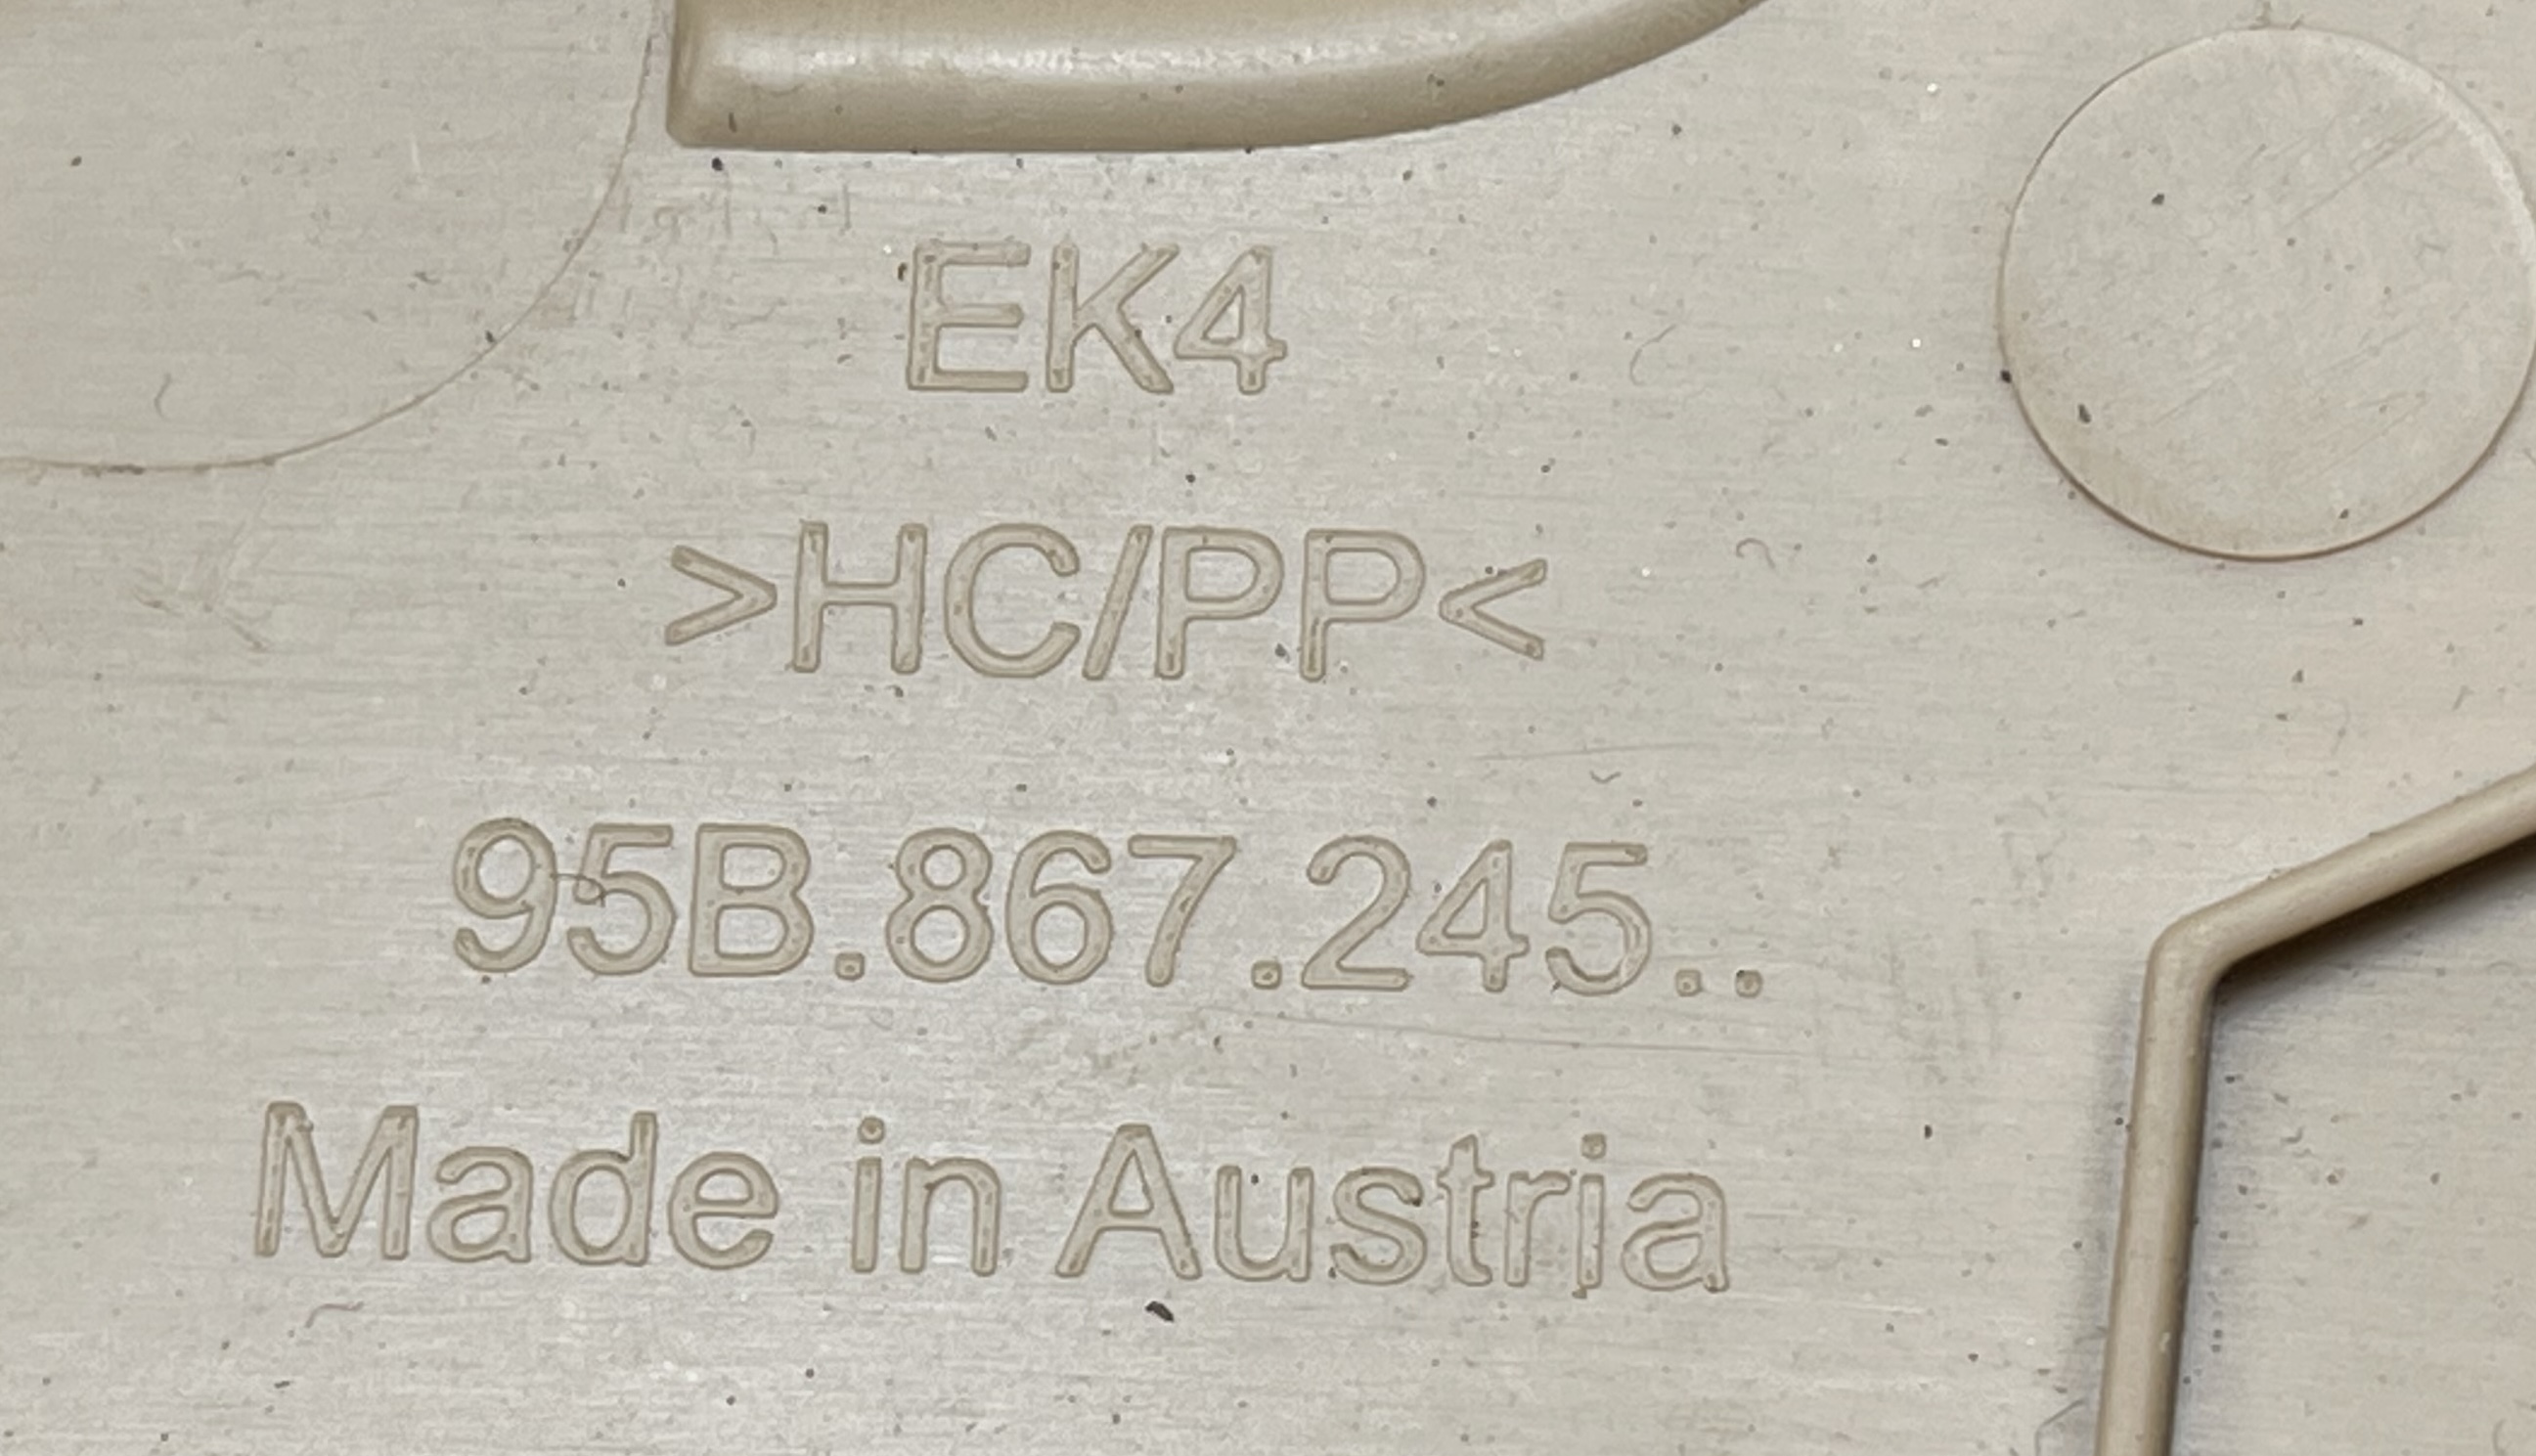 EK4
>HC/PP<
95B.867.245..
Made in Austria